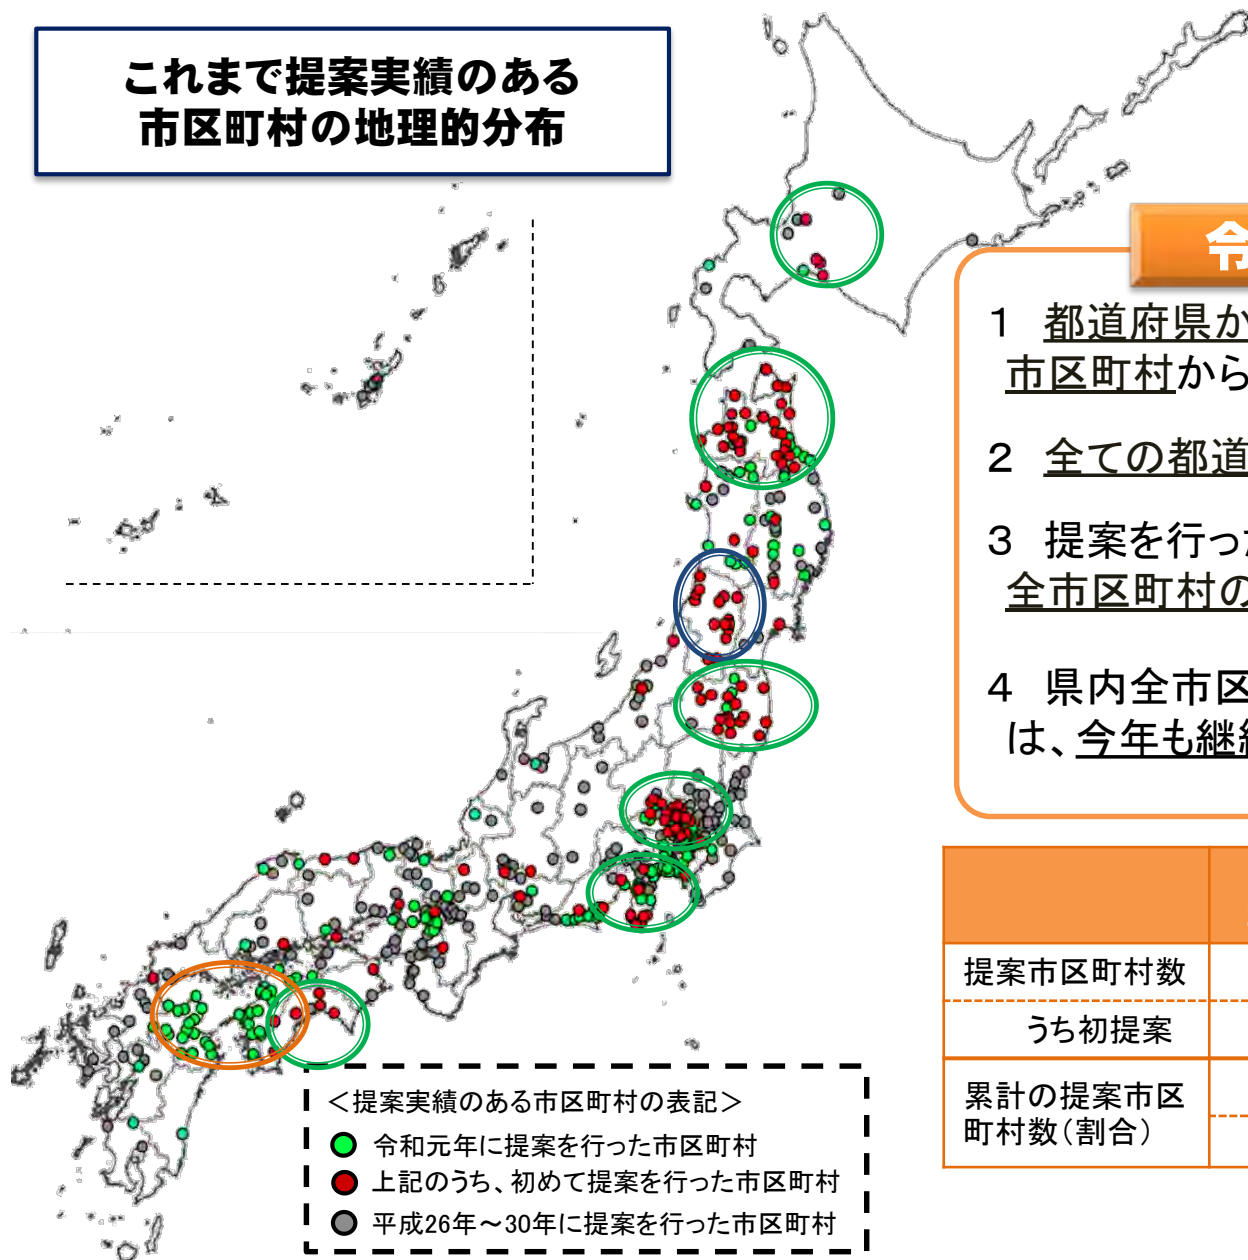 これまで提案実績のある
市区町村の地理的分布
令
1 都道府県か
市区町村から
2 全ての都道
3 提案を行った
全市区町村の
4 県内全市区
は、今年も継続
提案市区町村数
うち初提案
累計の提案市区
町村数(割合)
<提案実績のある市区町村の表記>
令和元年に提案を行った市区町村
上記のうち、初めて提案を行った市区町村
平成26年～30年に提案を行った市区町村